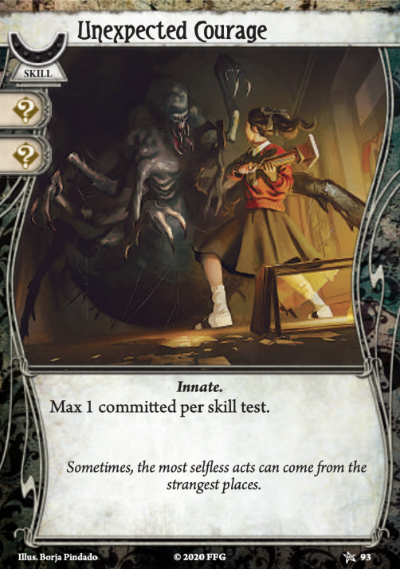 Unexpected Courage
SKILL
?
?
Innate.
Max 1 committed per skill test.
Sometimes, the most selfless acts can come from the
strangest places.
Illus. Borja Pindado
© 2020 FFG
93